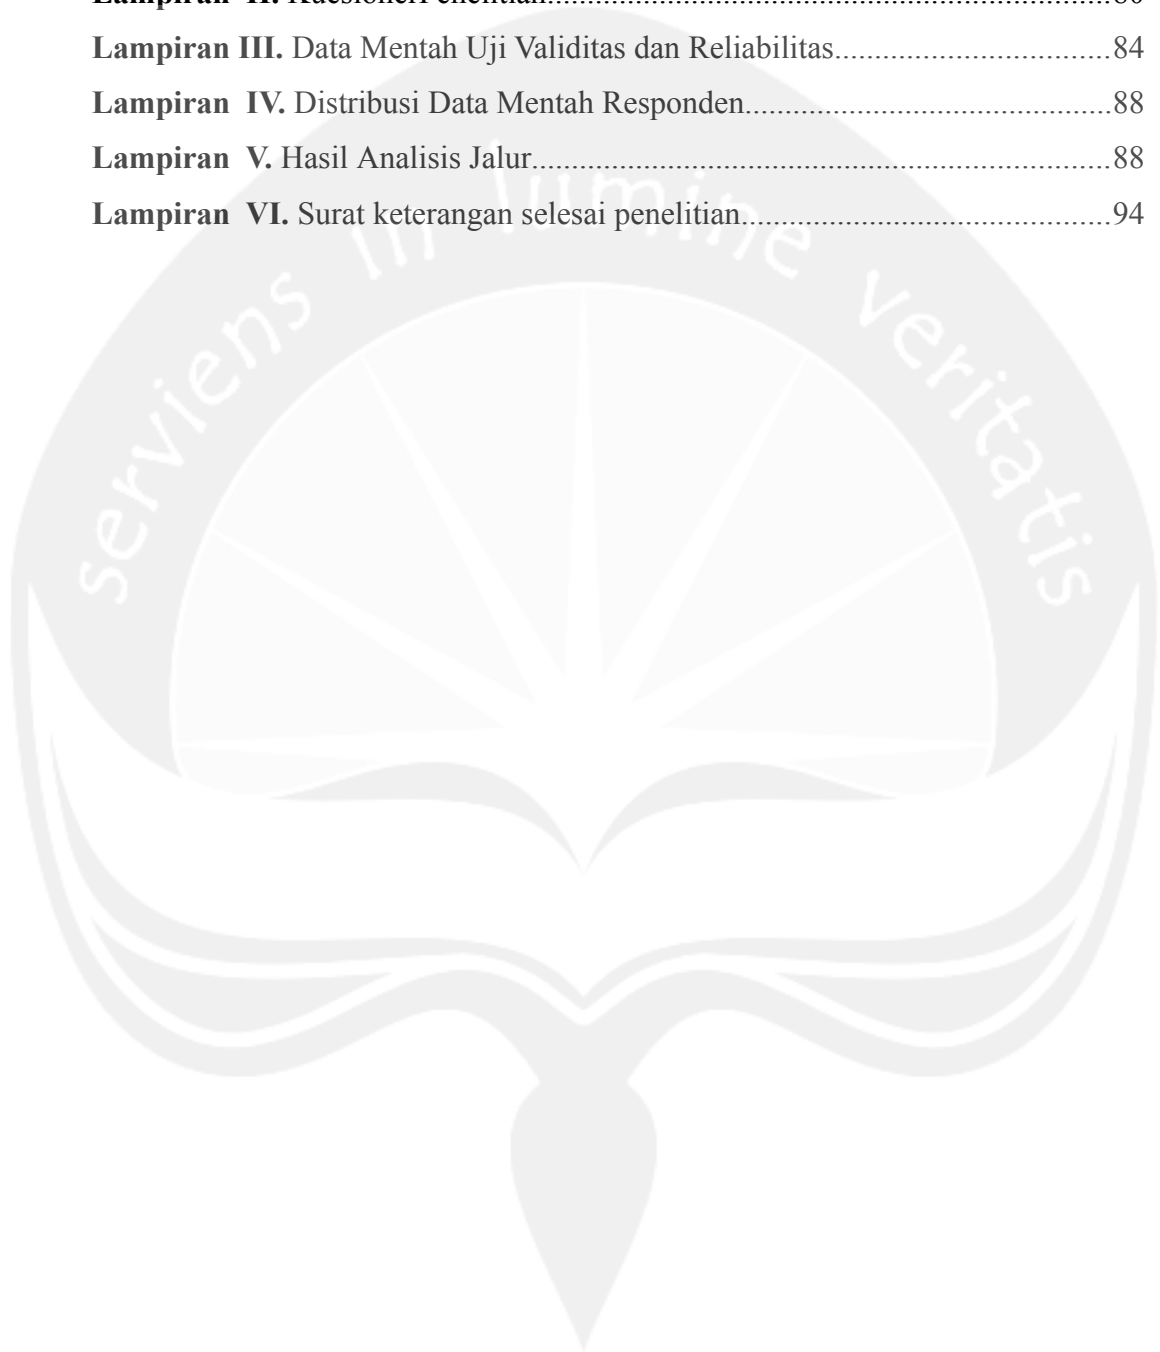 Lampiran III. Data Mentah Uji Validitas dan Reliabilitas..................................84
Lampiran  IV. Distribusi Data Mentah Responden.............................................88
Lampiran  V. Hasil Analisis Jalur.......................................................................88
Lampiran  VI. Surat keterangan selesai penelitian.............................................94
serviens in lumine veritatis